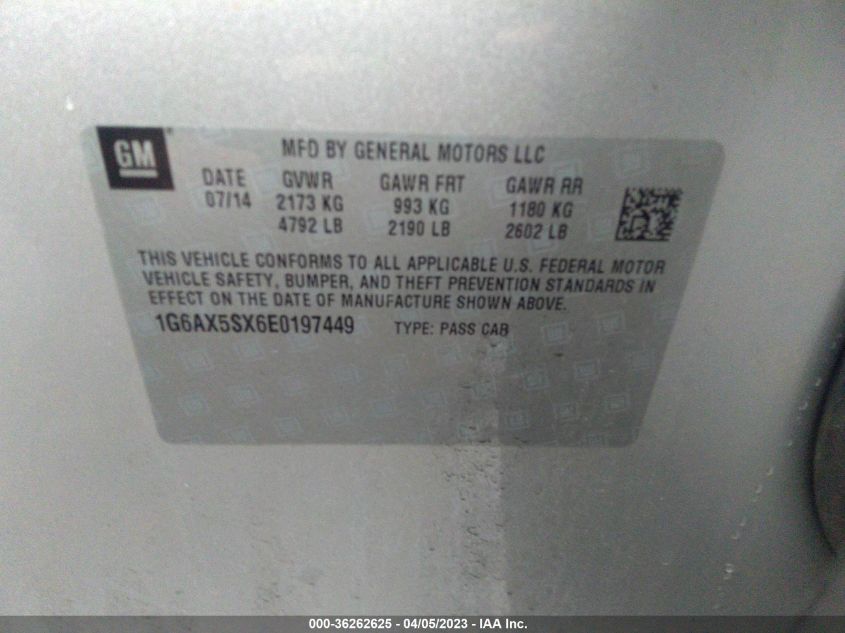 GM
MFD BY GENERAL MOTORS LLC
DATE GVWR GAWR FRT GAWR RR
07/14 2173 KG 993 KG 1180 KG
4792 LB 2190 LB 2602 LB
THIS VEHICLE CONFORMS TO ALL APPLICABLE U.S. FEDERAL MOTOR
VEHICLE SAFETY, BUMPER, AND THEFT PREVENTION STANDARDS IN
EFFECT ON THE DATE OF MANUFACTURE SHOWN ABOVE.
1G6AX5SX6E0197449 TYPE: PASS CAR
000-36262625 - 04/05/2023 - IAA Inc.